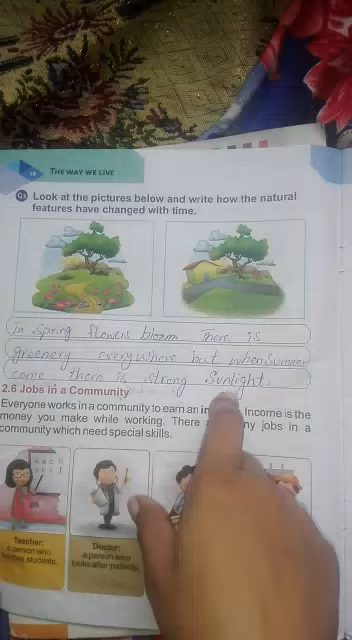 18 THE WAY WE LIVE
Q3 Look at the pictures below and write how the natural
features have changed with time.
In Spring flowers bloom. There is
greenery everywhere but when Summer
come there is strong Sunlight.
2.6 Jobs in a Community
Everyone works in a community to earn an Income is the
money you make while working. There ny jobs in a
community which need special skills.
Teacher:
a person who
teaches students.
Doctor:
a person who
looks after patients.